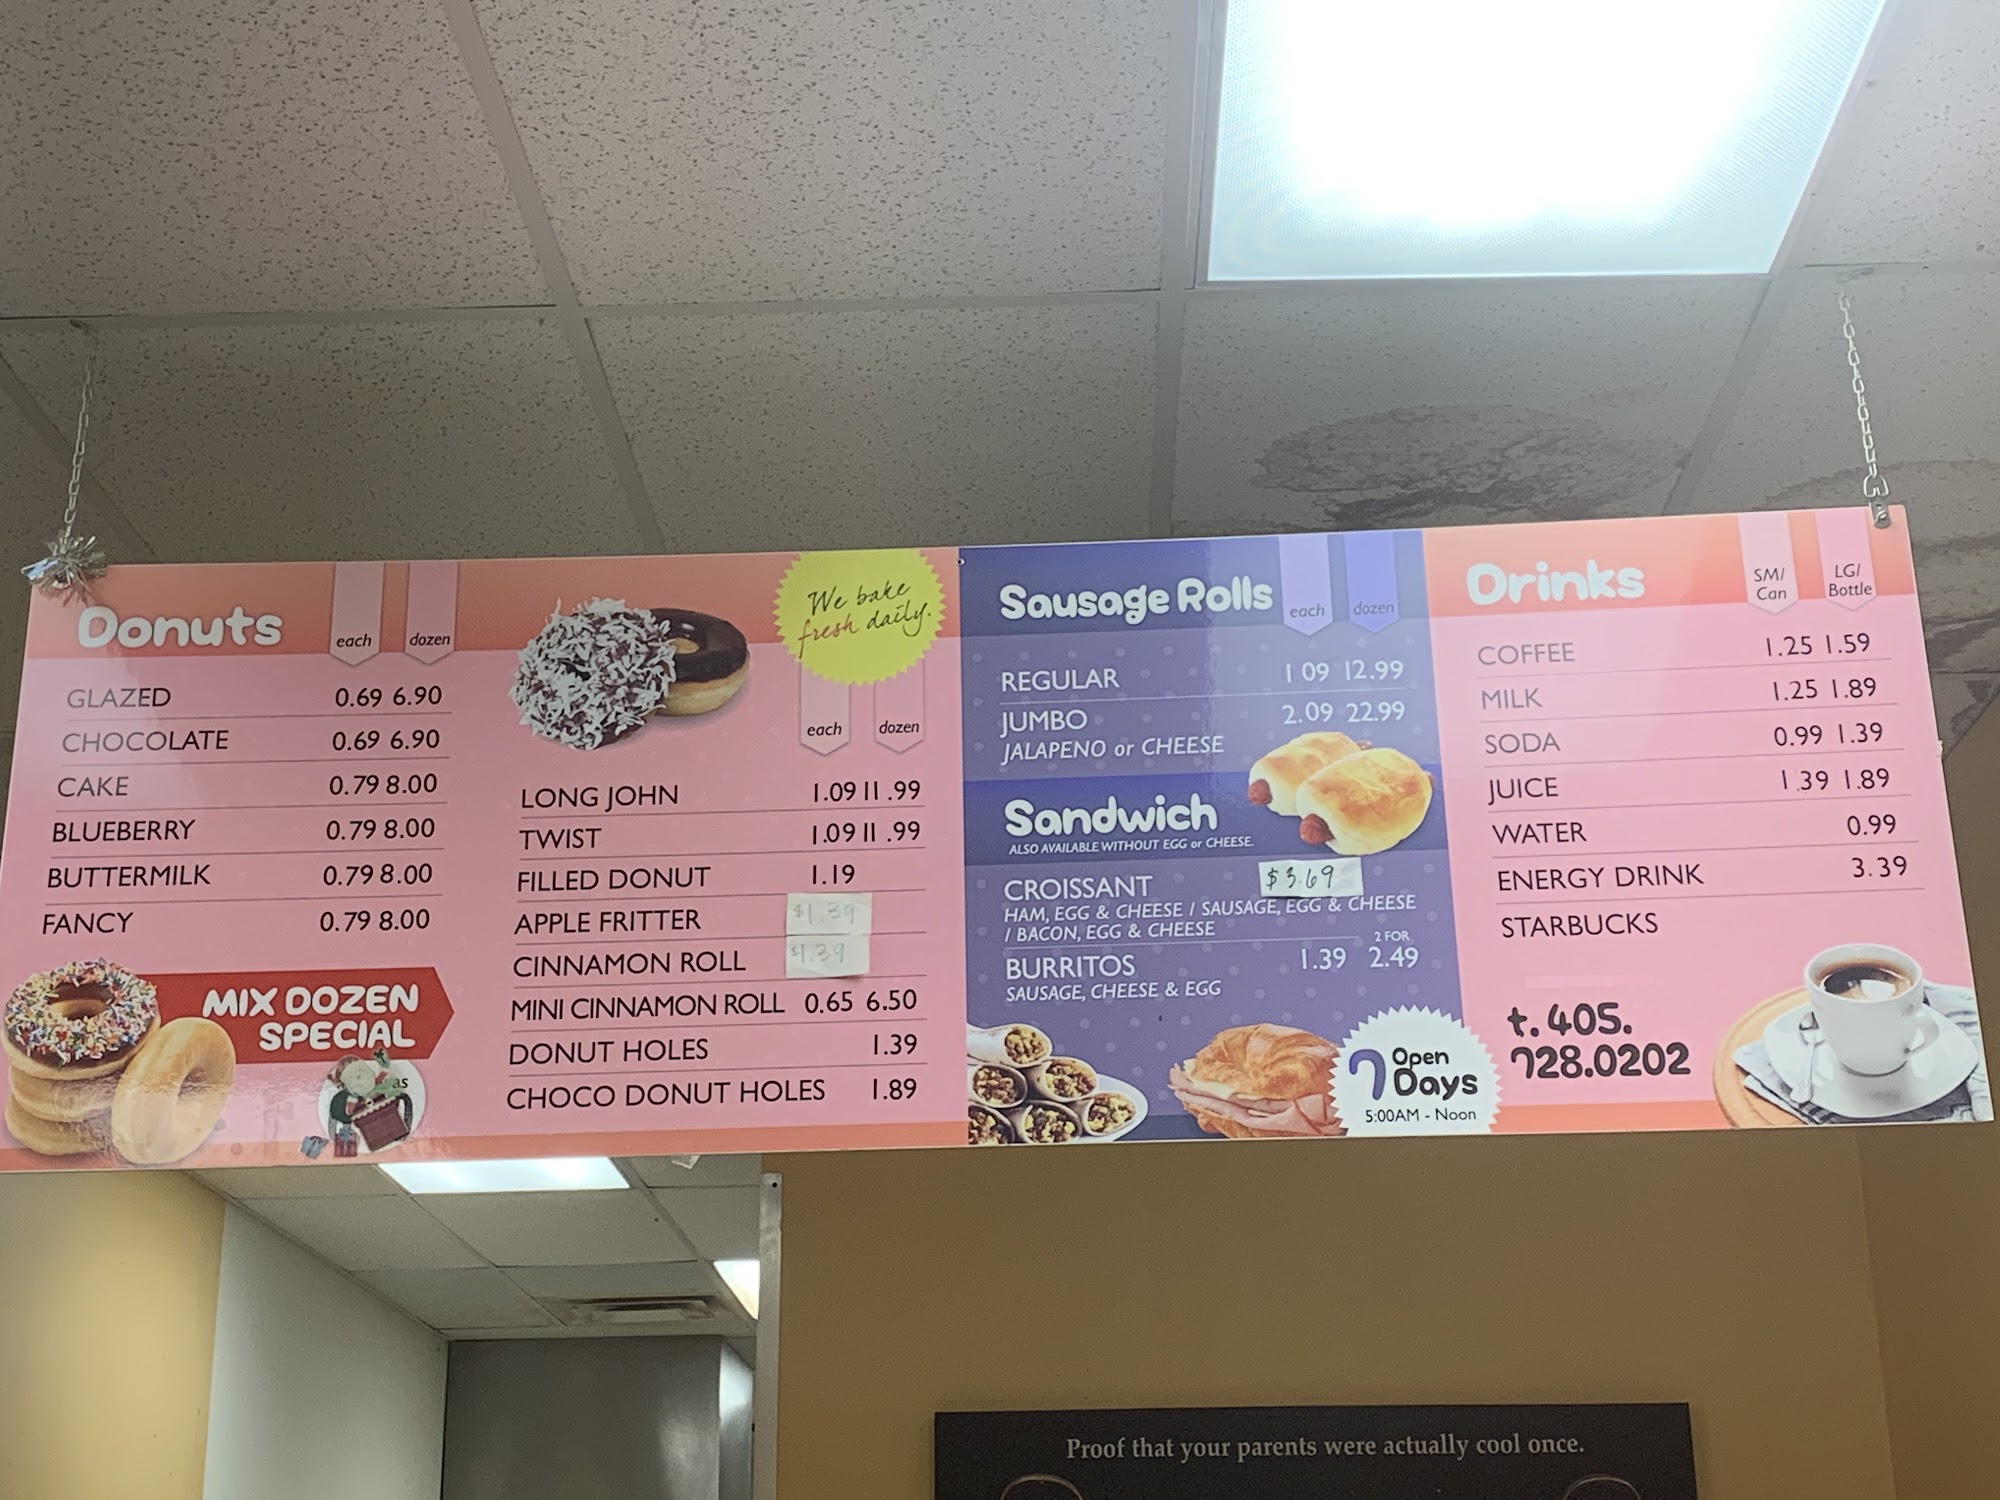 Donuts
each dozen
GLAZED 0.69 6.90
CHOCOLATE 0.69 6.90
CAKE 0.79 8.00
BLUEBERRY 0.79 8.00
BUTTERMILK 0.79 8.00
FANCY 0.79 8.00
MIX DOZEN
SPECIAL
as
We bake
fresh daily.
each dozen
LONG JOHN 1.09 11.99
TWIST 1.09 11.99
FILLED DONUT 1.19
APPLE FRITTER $1.39
CINNAMON ROLL $1.39
MINI CINNAMON ROLL 0.65 6.50
DONUT HOLES 1.39
CHOCO DONUT HOLES 1.89
Sausage Rolls each dozen
REGULAR 1 09 12.99
JUMBO 2.09 22.99
JALAPENO or CHEESE
Sandwich
ALSO AVAILABLE WITHOUT EGG or CHEESE.
CROISSANT $3.69
HAM, EGG & CHEESE / SAUSAGE, EGG & CHEESE
/ BACON, EGG & CHEESE
2 FOR
BURRITOS 1.39 2.49
SAUSAGE, CHEESE & EGG
7 Open
Days
5:00AM - Noon
Drinks
SM/ Can
LG/ Bottle
COFFEE 1.25 1.59
MILK 1.25 1.89
SODA 0.99 1.39
JUICE 1.39 1.89
WATER 0.99
ENERGY DRINK 3.39
STARBUCKS
t. 405.
728.0202
Proof that your parents were actually cool once.